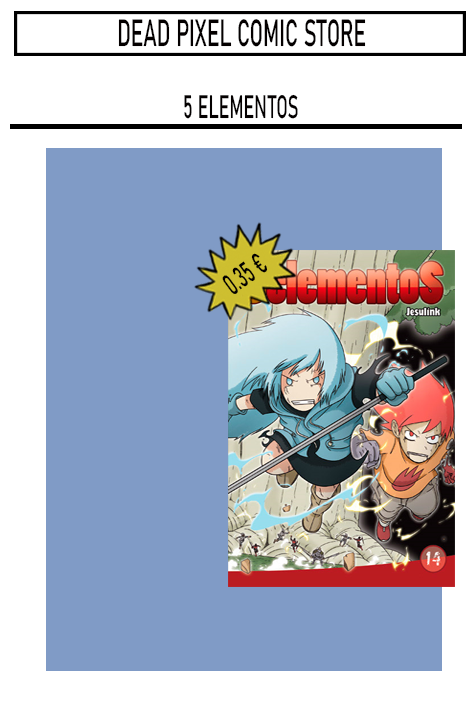 DEAD PIXEL COMIC STORE
5 ELEMENTOS
0.35 €
elementos
Jesulink
14